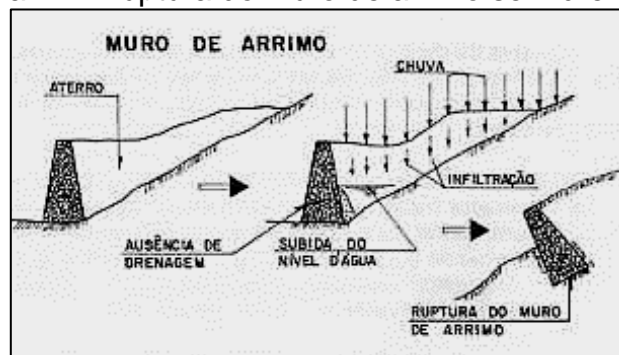 MURO DE ARRIMO
ATERRO
CHUVA
INFILTRAÇÃO
AUSÊNCIA DE
DRENAGEM
SUBIDA DO
NÍVEL D'ÁGUA
RUPTURA DO MURO
DE ARRIMO